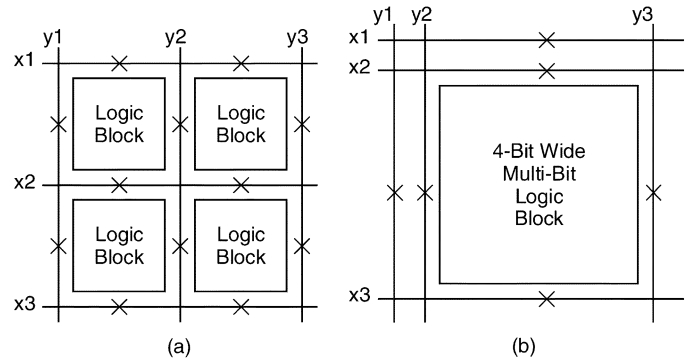 y1 y2 y3
x1
Logic Block
Logic Block
x2
Logic Block
Logic Block
x3
(a)
y1 y2 y3
x1
x2
4-Bit Wide
Multi-Bit
Logic
Block
x3
(b)